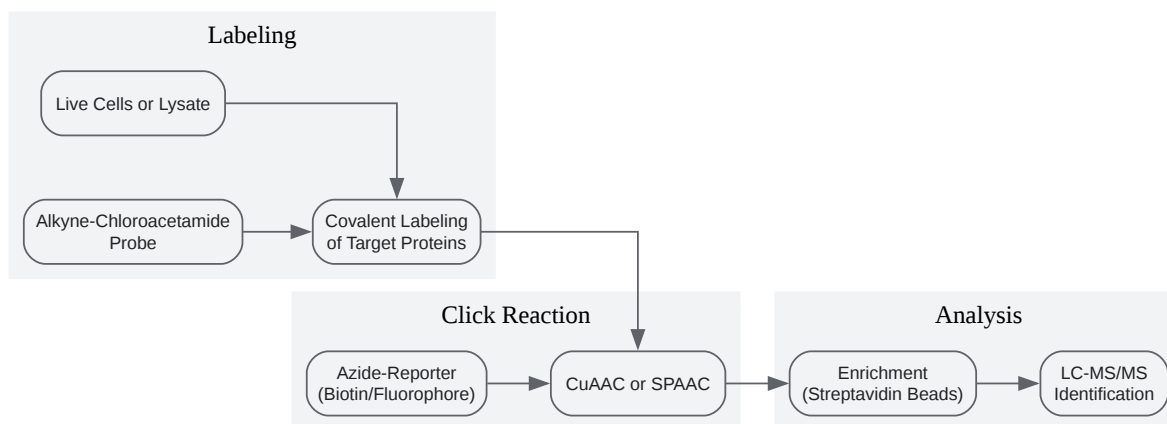 Labeling
Live Cells or Lysate
Alkyne-Chloroacetamide
Probe
Covalent Labeling
of Target Proteins
Click Reaction
Azide-Reporter
(Biotin/Fluorophore)
CuAAC or SPAAC
Analysis
Enrichment
(Streptavidin Beads)
LC-MS/MS
Identification